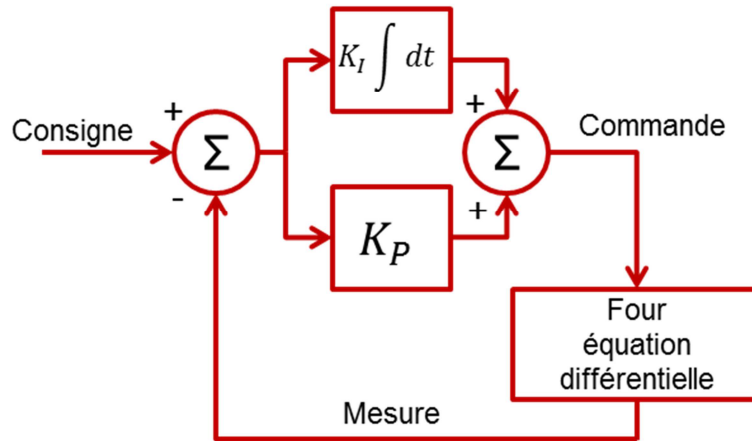 K_I ∫ dt
+
+
Consigne
Commande
Σ
Σ
-
+
K_P
Four
équation
différentielle
Mesure